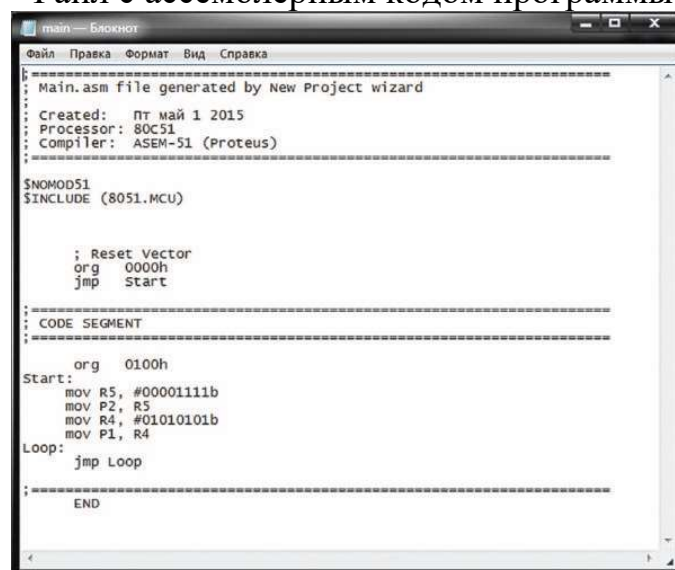 Файл с ассемблерным кодом программы
main — Блокнот
Файл Правка Формат Вид Справка
;====================================================================
; Main.asm file generated by New Project wizard
;
; Created:   Пт май 1 2015
; Processor: 80C51
; Compiler:  ASEM-51 (Proteus)
;====================================================================
$NOMOD51
$INCLUDE (8051.MCU)
; Reset Vector
org   0000h
jmp   Start
;====================================================================
; CODE SEGMENT
;====================================================================
org   0100h
Start:
mov R5, #00001111b
mov P2, R5
mov R4, #01010101b
mov P1, R4
Loop:
jmp Loop
;====================================================================
END